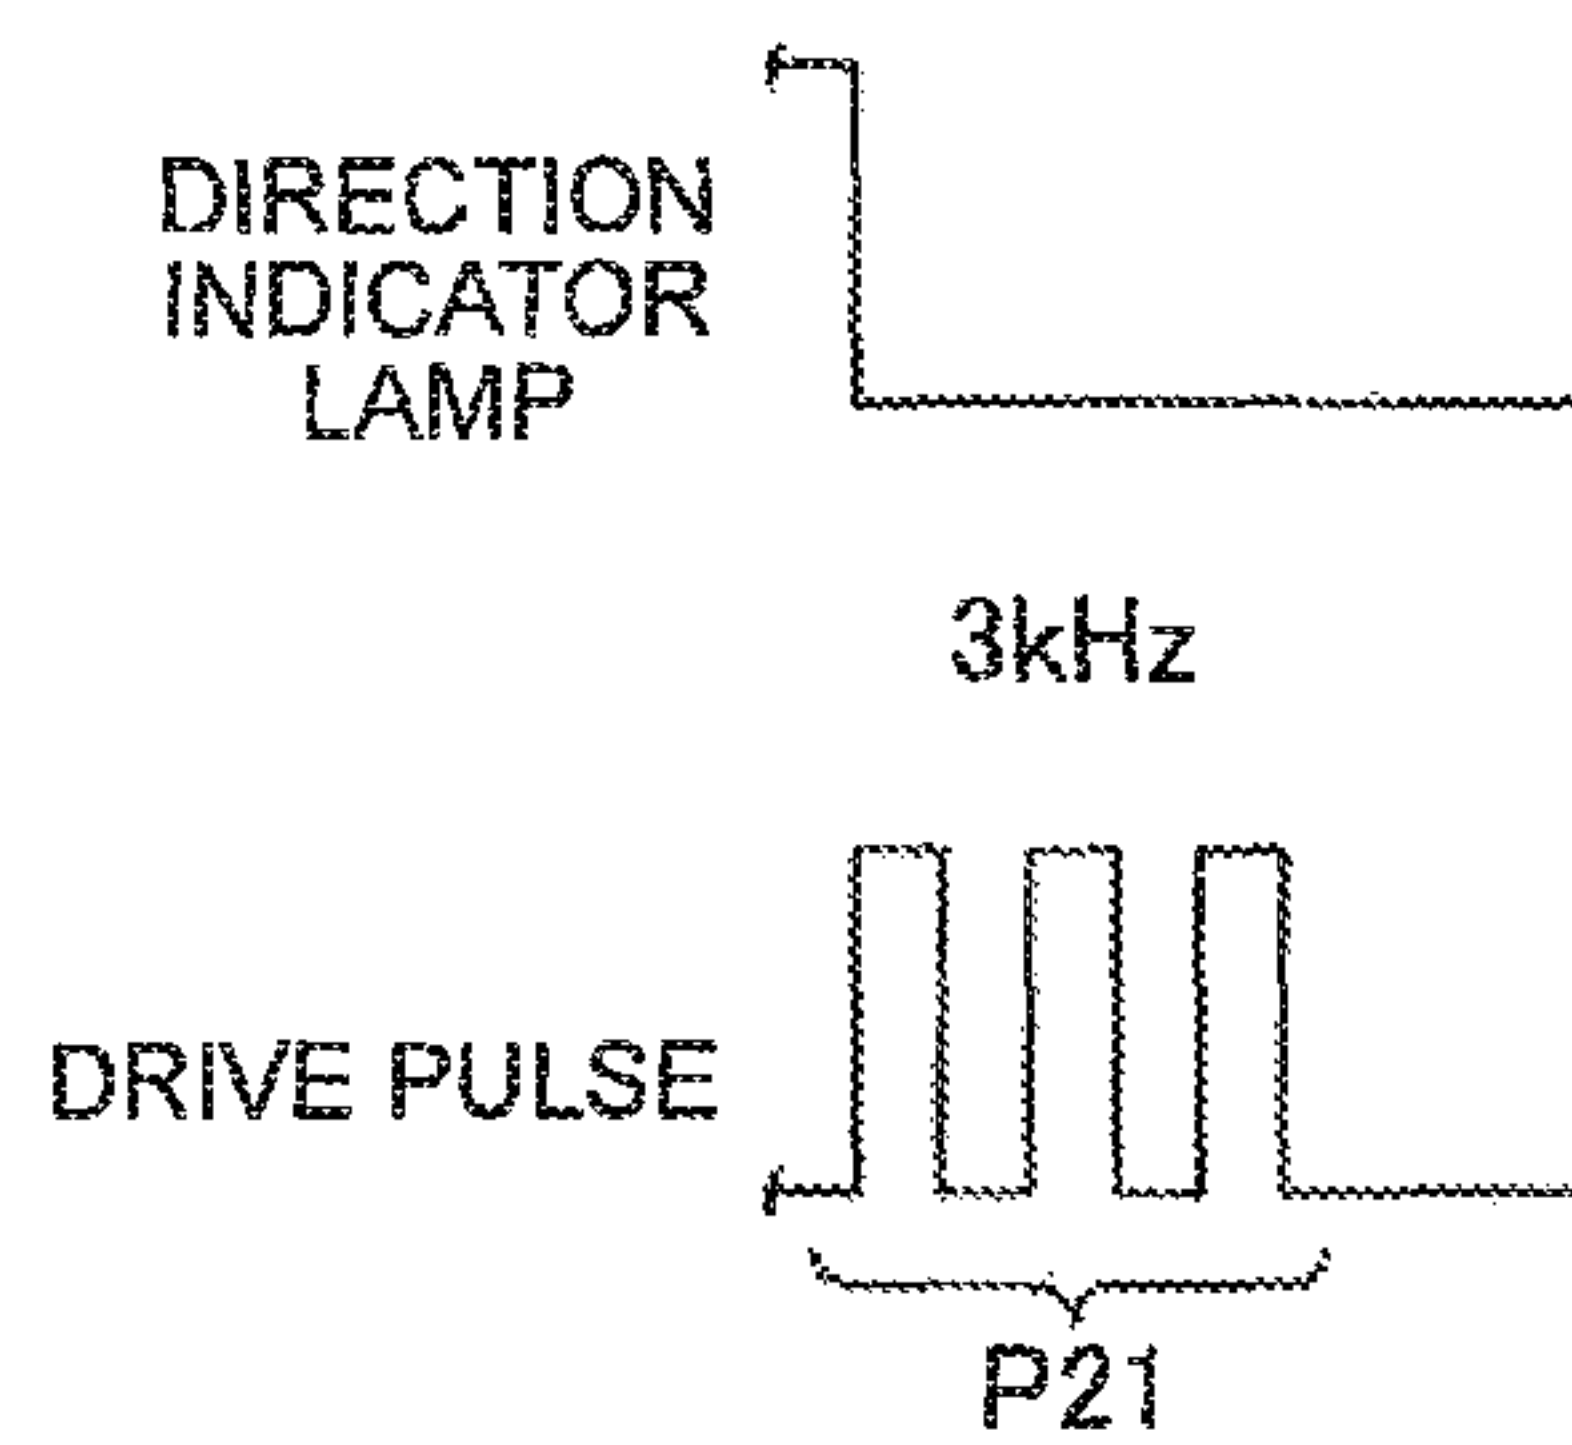 DIRECTION
INDICATOR
LAMP
3kHz
DRIVE PULSE
P21